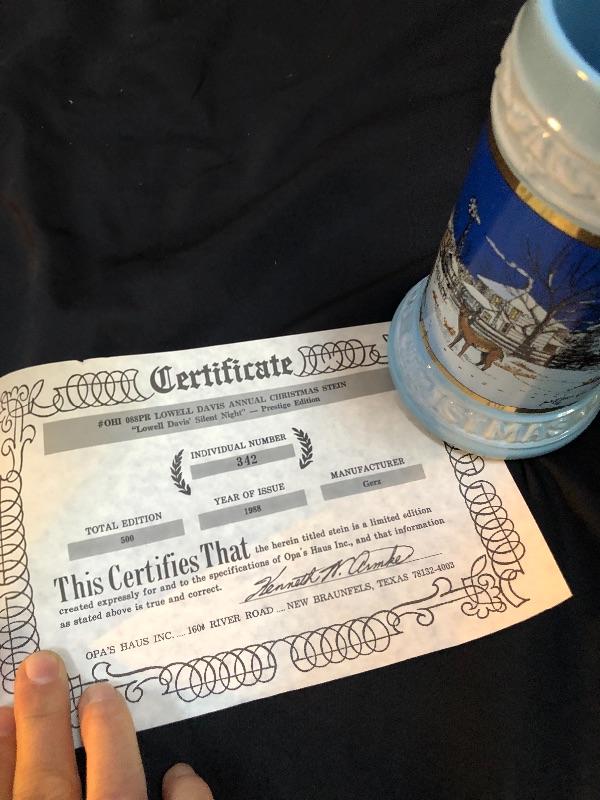 Certificate
#OHI 088PR LOWELL DAVIS ANNUAL CHRISTMAS STEIN
"Lowell Davis' Silent Night" — Prestige Edition
INDIVIDUAL NUMBER
342
TOTAL EDITION
500
YEAR OF ISSUE
1988
MANUFACTURER
Gerz
This Certifies That the herein titled stein is a limited edition
created expressly for and to the specifications of Opa's Haus Inc., and that information
as stated above is true and correct.
Kenneth W. Armke
OPA'S HAUS INC. .... 1600 RIVER ROAD .... NEW BRAUNFELS, TEXAS 78132-4003
CHRISTMAS